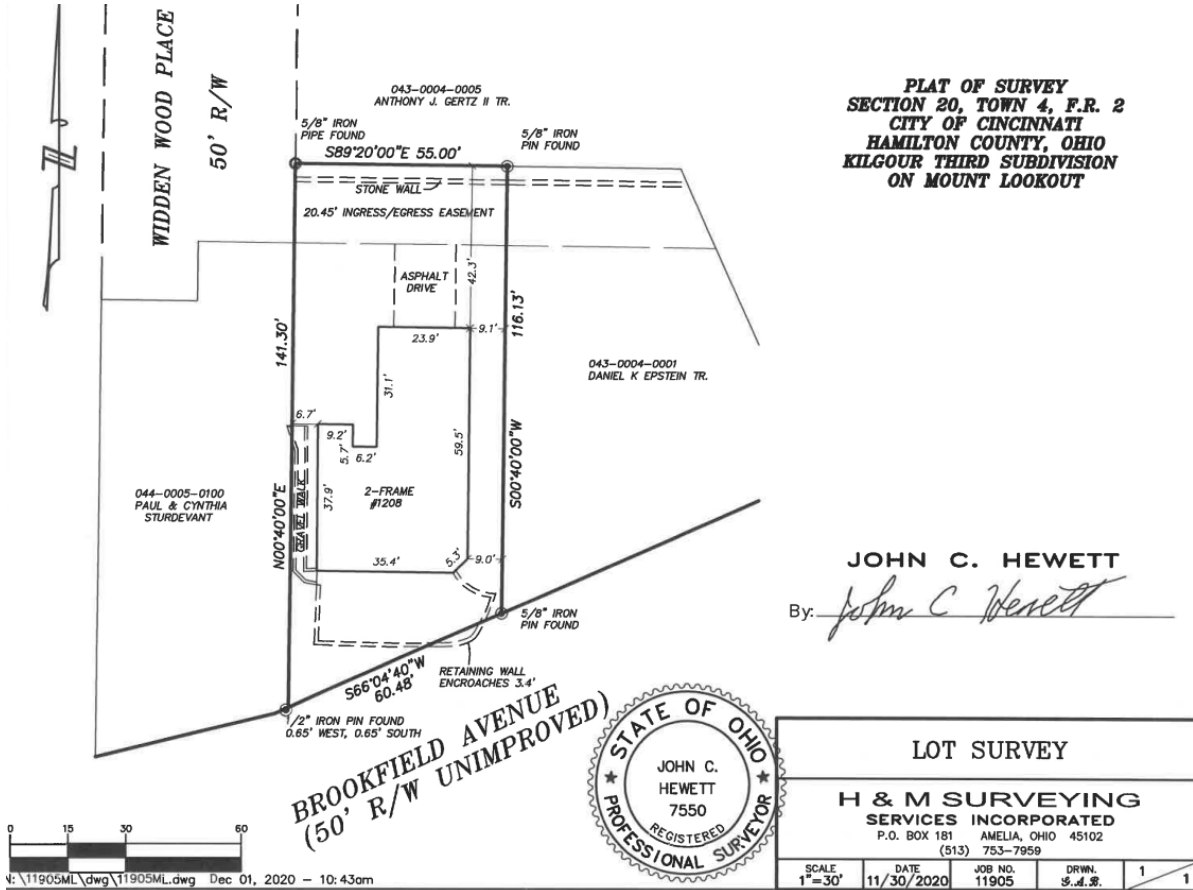 WIDDEN WOOD PLACE
50' R/W
043-0004-0005
ANTHONY J. GERTZ II TR.
5/8" IRON
PIPE FOUND
S89°20'00"E 55.00'
5/8" IRON
PIN FOUND
STONE WALL
20.45' INGRESS/EGRESS EASEMENT
ASPHALT
DRIVE
42.3'
116.13'
9.1'
23.9'
141.30'
31.1'
043-0004-0001
DANIEL K EPSTEIN TR.
6.7'
9.2'
5.7'
6.2'
59.5'
S00°40'00"W
044-0005-0100
PAUL & CYNTHIA
STURDEVANT
N00°40'00"E
GRAVEL WALK
37.9'
2-FRAME
#1208
35.4'
5.3'
9.0'
5/8" IRON
PIN FOUND
S66°04'40"W
60.48'
RETAINING WALL
ENCROACHES 3.4'
1/2" IRON PIN FOUND
0.65' WEST, 0.65' SOUTH
BROOKFIELD AVENUE
(50' R/W UNIMPROVED)
PLAT OF SURVEY
SECTION 20, TOWN 4, F.R. 2
CITY OF CINCINNATI
HAMILTON COUNTY, OHIO
KILGOUR THIRD SUBDIVISION
ON MOUNT LOOKOUT
JOHN C. HEWETT
By: John C Hewett
STATE OF OHIO
JOHN C.
HEWETT
7550
REGISTERED
PROFESSIONAL SURVEYOR
LOT SURVEY
H & M SURVEYING
SERVICES INCORPORATED
P.O. BOX 181 AMELIA, OHIO 45102
(513) 753-7959
SCALE
1"=30'
DATE
11/30/2020
JOB NO.
11905
DRWN.
G.A.B.
1
1
0 15 30 60
N: \11905ML\dwg\11905ML.dwg Dec 01, 2020 - 10:43am